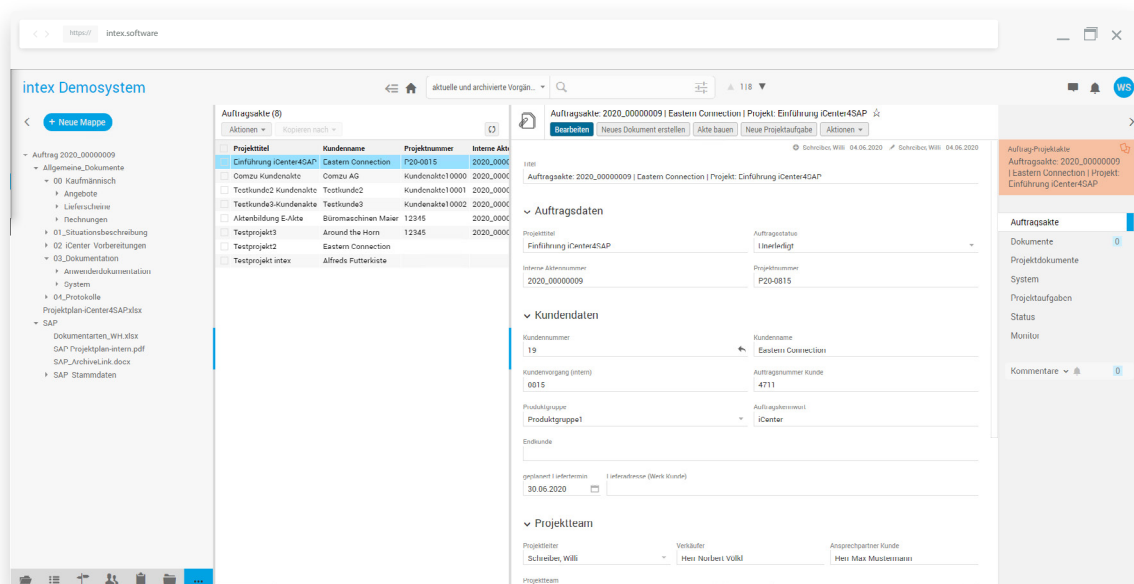 https:// intex.software
intex Demosystem
aktuelle und archivierte Vorgän..
1|8
WS
+ Neue Mappe
Auftrag 2020_00000009
Allgemeine_Dokumente
00 Kaufmännisch
Angebote
Lieferscheine
Rechnungen
01_Situationsbeschreibung
02 iCenter Vorbereitungen
03_Dokumentation
Anwenderdokumentation
System
04_Protokolle
Projektplan-iCenter4SAP.xlsx
SAP
Dokumentarten_WH.xlsx
SAP Projektplan-intern.pdf
SAP_ArchiveLink.docx
SAP Stammdaten
Auftragsakte (8)
Aktionen Kopieren nach
Projekttitel Kundenname Projektnummer Interne Akt
Einführung iCenter4SAP Eastern Connection P20-0815 2020_0000
Comzu Kundenakte Comzu AG Kundenakte10000 2020_0000
Testkunde2 Kundenakte Testkunde2 Kundenakte10001 2020_0000
Testkunde3-Kundenakte Testkunde3 Kundenakte10002 2020_0000
Aktenbildung E-Akte Büromaschinen Maier 12345 2020_0000
Testprojekt3 Around the Horn 12345 2020_0000
Testprojekt2 Eastern Connection
Testprojekt intex Alfreds Futterkiste
Auftragsakte: 2020_00000009 | Eastern Connection | Projekt: Einführung iCenter4SAP
Bearbeiten Neues Dokument erstellen Akte bauen Neue Projektaufgabe Aktionen
Schreiber, Willi 04.06.2020 Schreiber, Willi 04.06.2020
Titel
Auftragsakte: 2020_00000009 | Eastern Connection | Projekt: Einführung iCenter4SAP
Auftragsdaten
Projekttitel Auftragsstatus
Einführung iCenter4SAP Unerledigt
Interne Aktennummer Projektnummer
2020_00000009 P20-0815
Kundendaten
Kundennummer Kundenname
19 Eastern Connection
Kundenvorgang (intern) Auftragsnummer Kunde
0015 4711
Produktgruppe Auftragskennwort
Produktgruppe1 iCenter
Endkunde
geplanert Liefertermin Lieferadresse (Werk Kunde)
30.06.2020
Projektteam
Projektleiter Verkäufer Ansprechpartner Kunde
Schreiber, Willi Herr Norbert Völkl Herr Max Mustermann
Projektteam
Auftrag-Projektakte
Auftragsakte: 2020_00000009
| Eastern Connection | Projekt:
Einführung iCenter4SAP
Auftragsakte
Dokumente 0
Projektdokumente
System
Projektaufgaben
Status
Monitor
Kommentare 0